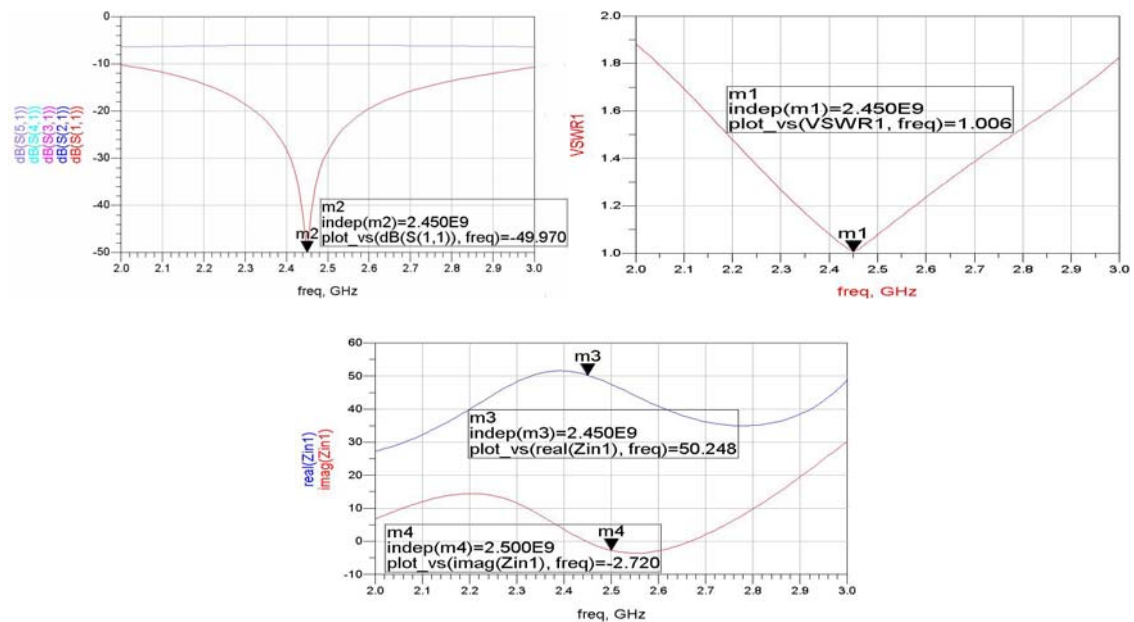 dB(S(5,1))
dB(S(4,1))
dB(S(3,1))
dB(S(2,1))
dB(S(1,1))
0
-10
-20
-30
-40
-50
m2
m2
indep(m2)=2.450E9
plot_vs(dB(S(1,1)), freq)=-49.970
2.0 2.1 2.2 2.3 2.4 2.5 2.6 2.7 2.8 2.9 3.0
freq, GHz
VSWR1
2.0
1.8
1.6
1.4
1.2
1.0
m1
indep(m1)=2.450E9
plot_vs(VSWR1, freq)=1.006
m1
2.0 2.1 2.2 2.3 2.4 2.5 2.6 2.7 2.8 2.9 3.0
freq, GHz
real(Zin1)
imag(Zin1)
60
50
40
30
20
10
0
-10
m3
m3
indep(m3)=2.450E9
plot_vs(real(Zin1), freq)=50.248
m4
m4
indep(m4)=2.500E9
plot_vs(imag(Zin1), freq)=-2.720
2.0 2.1 2.2 2.3 2.4 2.5 2.6 2.7 2.8 2.9 3.0
freq, GHz